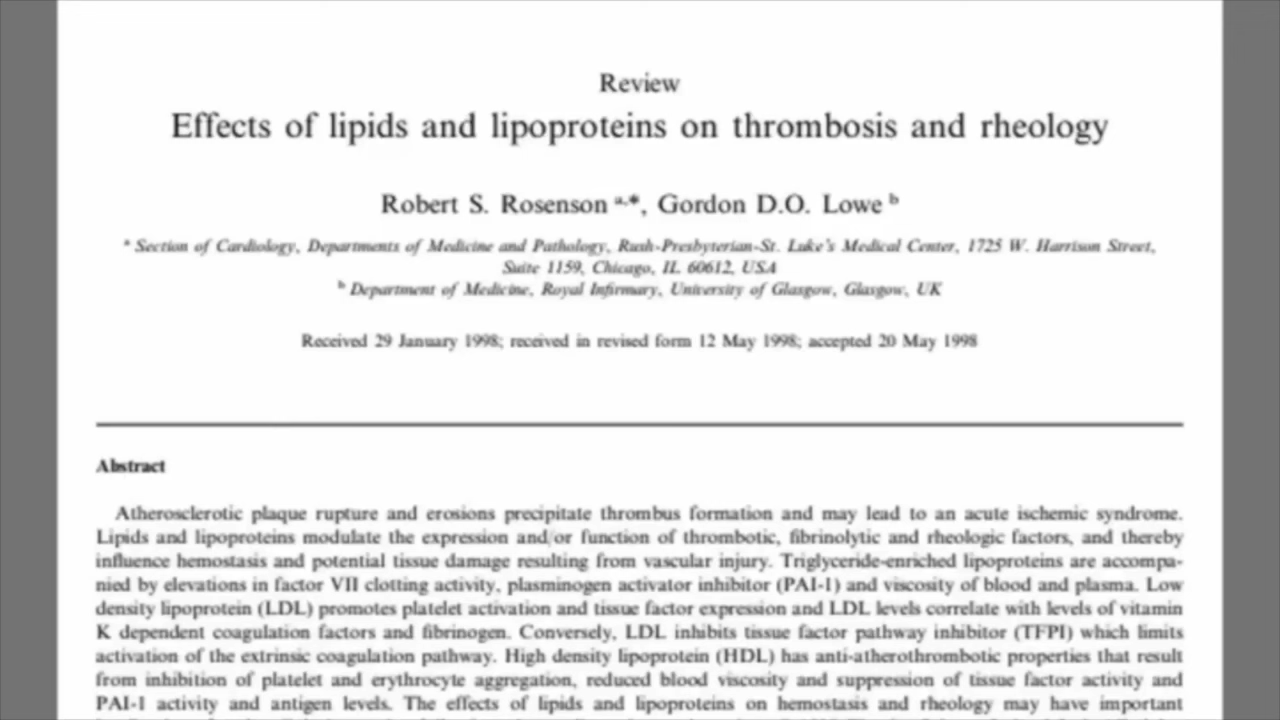 Review
Effects of lipids and lipoproteins on thrombosis and rheology
Robert S. Rosenson a,*, Gordon D.O. Lowe b
a Section of Cardiology, Departments of Medicine and Pathology, Rush-Presbyterian-St. Luke's Medical Center, 1725 W. Harrison Street,
Suite 1159, Chicago, IL 60612, USA
b Department of Medicine, Royal Infirmary, University of Glasgow, Glasgow, UK
Received 29 January 1998; received in revised form 12 May 1998; accepted 20 May 1998
Abstract
Atherosclerotic plaque rupture and erosions precipitate thrombus formation and may lead to an acute ischemic syndrome.
Lipids and lipoproteins modulate the expression and/or function of thrombotic, fibrinolytic and rheologic factors, and thereby
influence hemostasis and potential tissue damage resulting from vascular injury. Triglyceride-enriched lipoproteins are accompa-
nied by elevations in factor VII clotting activity, plasminogen activator inhibitor (PAI-1) and viscosity of blood and plasma. Low
density lipoprotein (LDL) promotes platelet activation and tissue factor expression and LDL levels correlate with levels of vitamin
K dependent coagulation factors and fibrinogen. Conversely, LDL inhibits tissue factor pathway inhibitor (TFPI) which limits
activation of the extrinsic coagulation pathway. High density lipoprotein (HDL) has anti-atherothrombotic properties that result
from inhibition of platelet and erythrocyte aggregation, reduced blood viscosity and suppression of tissue factor activity and
PAI-1 activity and antigen levels. The effects of lipids and lipoproteins on hemostasis and rheology may have important